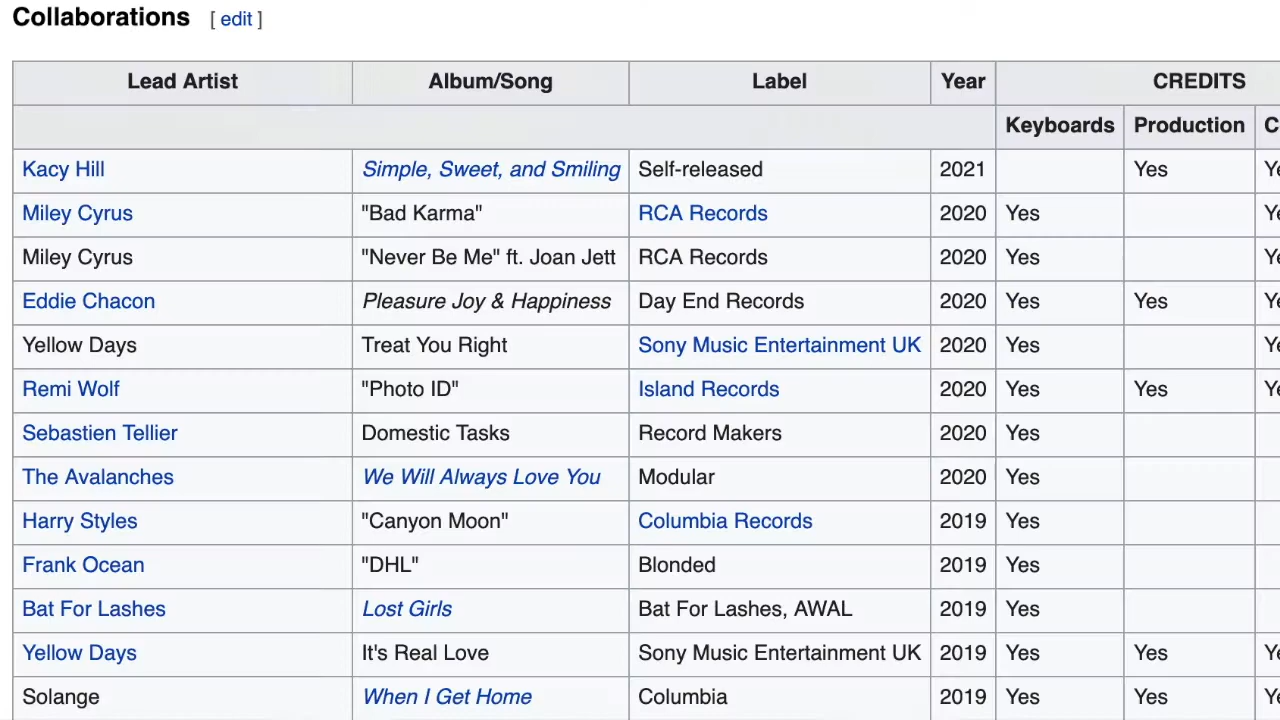 Collaborations [ edit ]
Lead Artist Album/Song Label Year CREDITS
Keyboards Production
Kacy Hill Simple, Sweet, and Smiling Self-released 2021 Yes
Miley Cyrus "Bad Karma" RCA Records 2020 Yes
Miley Cyrus "Never Be Me" ft. Joan Jett RCA Records 2020 Yes
Eddie Chacon Pleasure Joy & Happiness Day End Records 2020 Yes Yes
Yellow Days Treat You Right Sony Music Entertainment UK 2020 Yes
Remi Wolf "Photo ID" Island Records 2020 Yes Yes
Sebastien Tellier Domestic Tasks Record Makers 2020 Yes
The Avalanches We Will Always Love You Modular 2020 Yes
Harry Styles "Canyon Moon" Columbia Records 2019 Yes
Frank Ocean "DHL" Blonded 2019 Yes
Bat For Lashes Lost Girls Bat For Lashes, AWAL 2019 Yes
Yellow Days It's Real Love Sony Music Entertainment UK 2019 Yes Yes
Solange When I Get Home Columbia 2019 Yes Yes